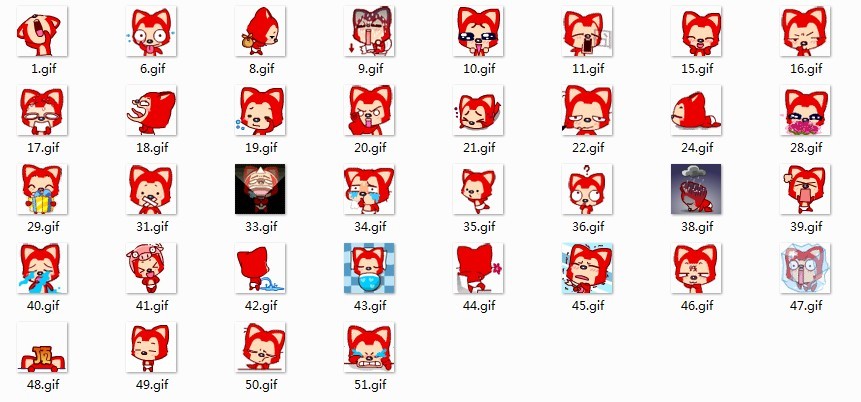 1.gif 6.gif 8.gif 9.gif 10.gif 11.gif 15.gif 16.gif
17.gif 18.gif 19.gif 20.gif 21.gif 22.gif 24.gif 28.gif
?
29.gif 31.gif 33.gif 34.gif 35.gif 36.gif 38.gif 39.gif
40.gif 41.gif 42.gif 43.gif 44.gif 45.gif 46.gif 47.gif
顶
48.gif 49.gif 50.gif 51.gif